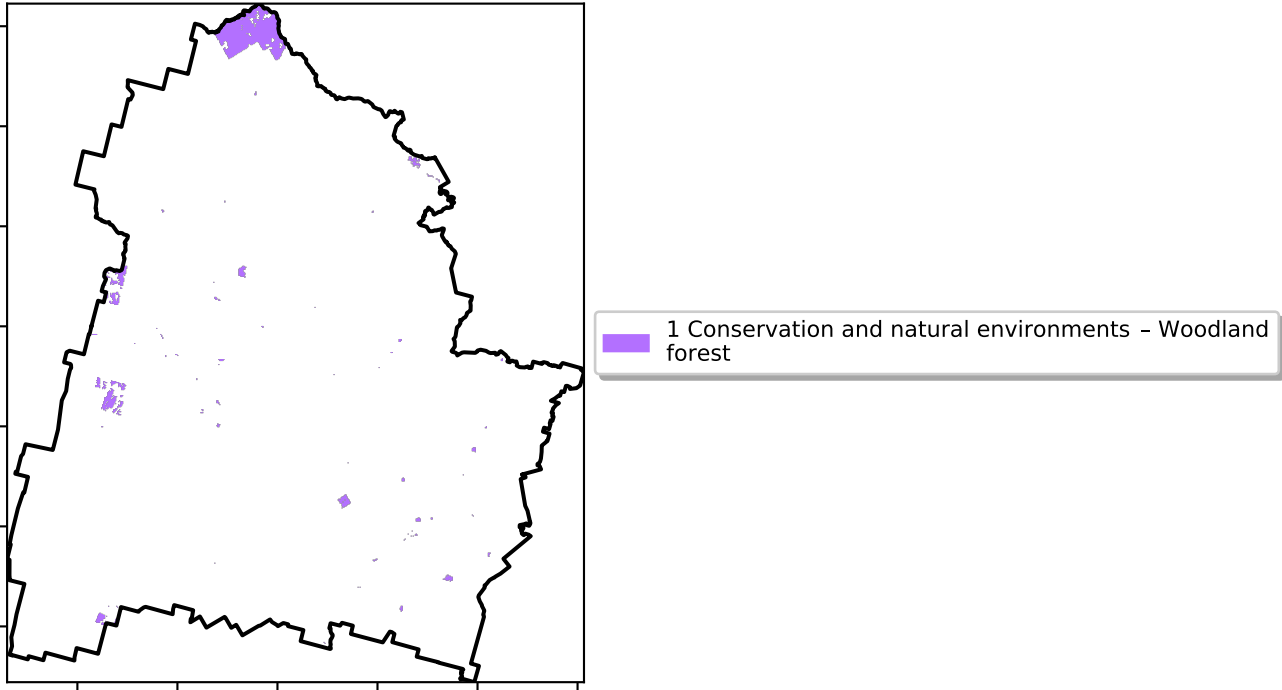 1 Conservation and natural environments – Woodland
forest